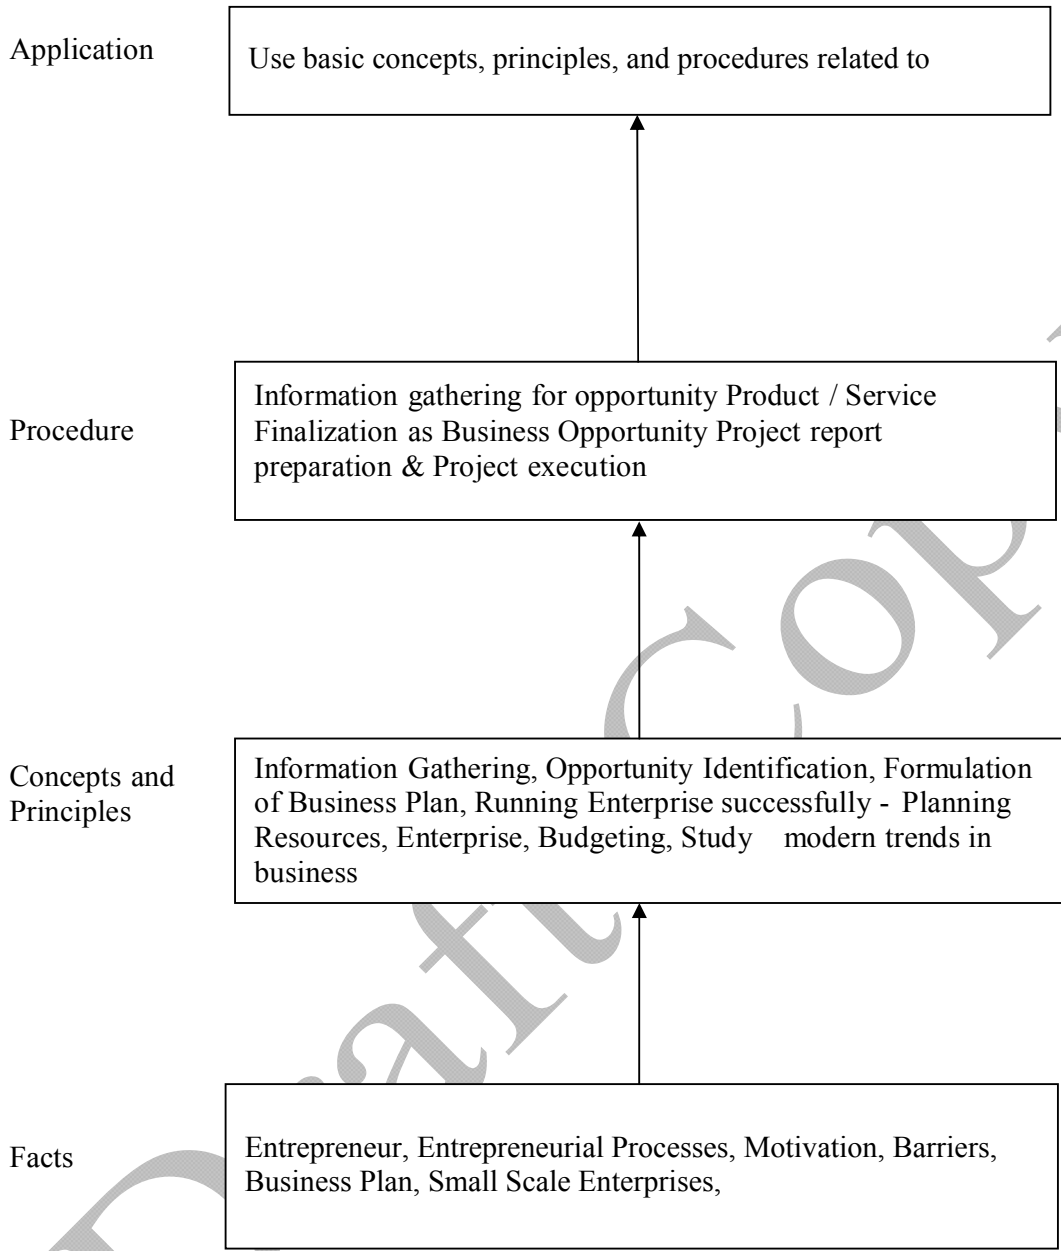 Application
Use basic concepts, principles, and procedures related to
Procedure
Information gathering for opportunity Product / Service
Finalization as Business Opportunity Project report
preparation & Project execution
Concepts and
Principles
Information Gathering, Opportunity Identification, Formulation
of Business Plan, Running Enterprise successfully - Planning
Resources, Enterprise, Budgeting, Study modern trends in
business
Facts
Entrepreneur, Entrepreneurial Processes, Motivation, Barriers,
Business Plan, Small Scale Enterprises,
Draft Copy